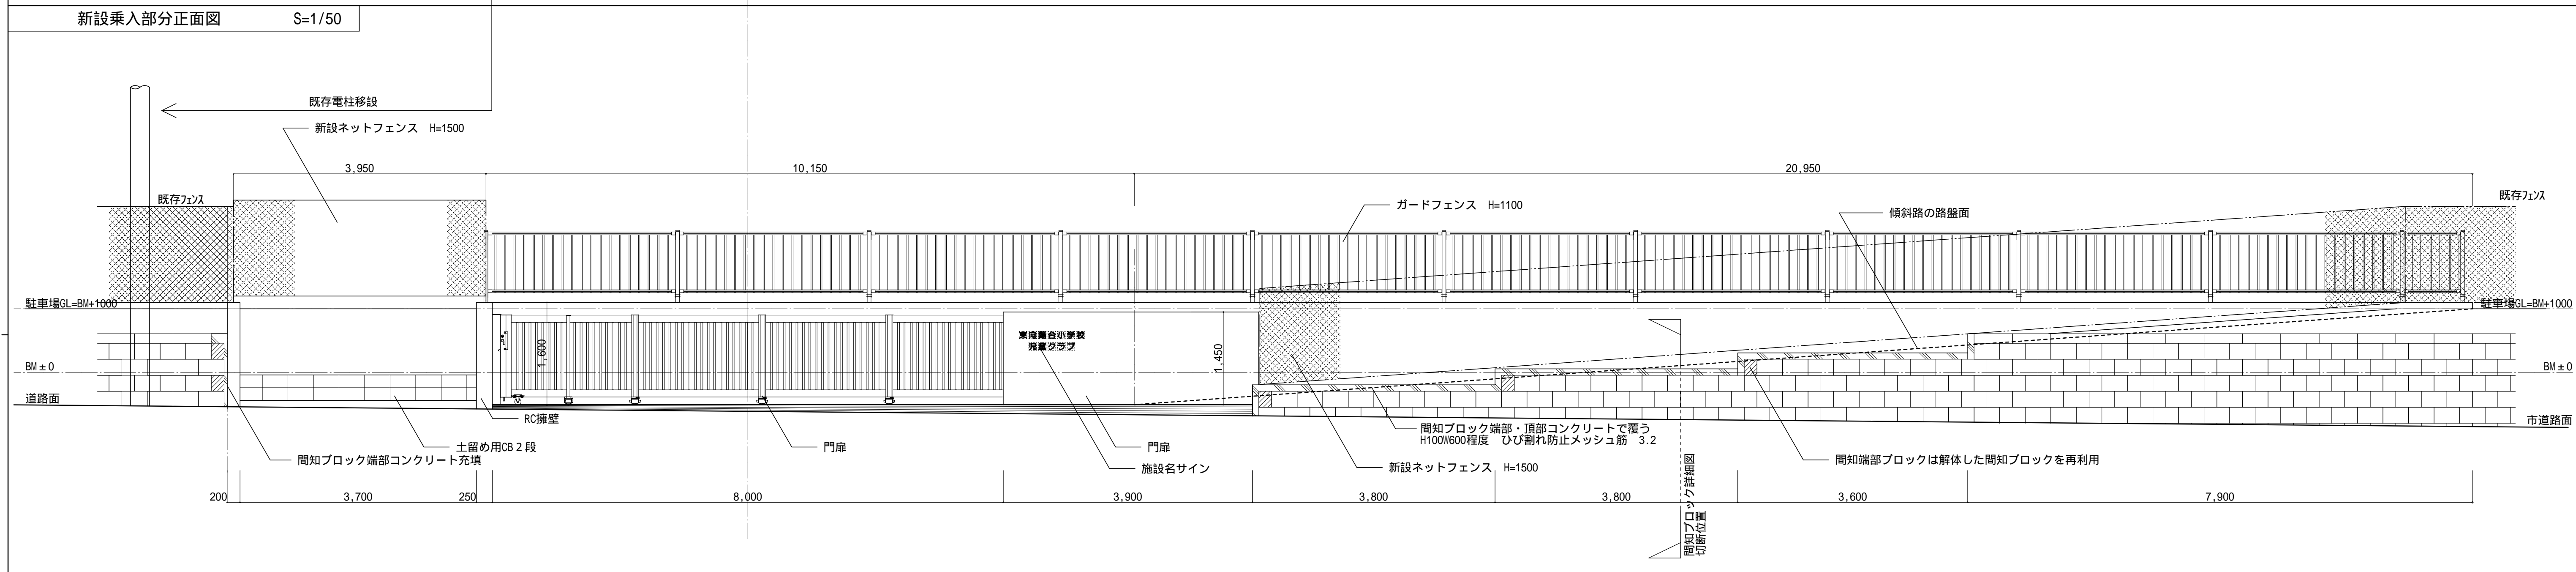 新設乗入部分正面図 S=1/50
既存電柱移設
新設ネットフェンス H=1500
3,950
10,150
20,950
既存フェンス
既存フェンス
ガードフェンス H=1100
傾斜路の路盤面
駐車場GL=BM+1000
駐車場GL=BM+1000
児童クラブ
1,600
1,450
BM±0
BM±0
道路面
市道路面
RC擁壁
土留め用CB2段
間知ブロック端部コンクリート充填
門扉
門扉
施設名サイン
間知ブロック端部・頂部コンクリートで覆う
H100W600程度 ひび割れ防止メッシュ筋 3.2
新設ネットフェンス H=1500
間知端部ブロックは解体した間知ブロックを再利用
間知ブロック詳細図
切断位置
200
3,700
250
8,000
3,900
3,800
3,800
3,600
7,900